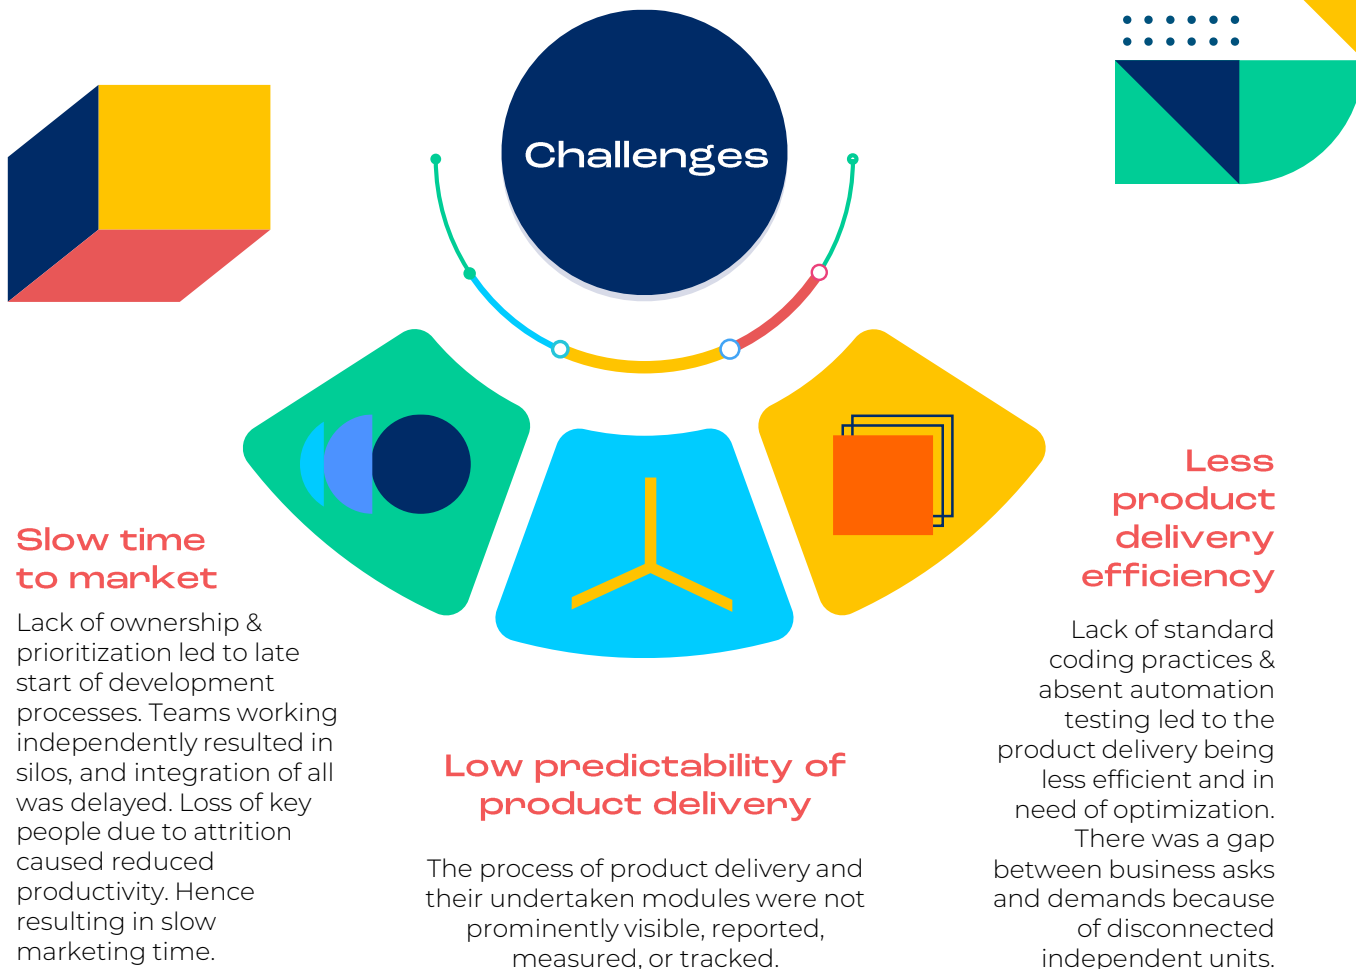 Challenges
Slow time
to market
Lack of ownership &
prioritization led to late
start of development
processes. Teams working
independently resulted in
silos, and integration of all
was delayed. Loss of key
people due to attrition
caused reduced
productivity. Hence
resulting in slow
marketing time.
Low predictability of
product delivery
The process of product delivery and
their undertaken modules were not
prominently visible, reported,
measured, or tracked.
Less
product
delivery
efficiency
Lack of standard
coding practices &
absent automation
testing led to the
product delivery being
less efficient and in
need of optimization.
There was a gap
between business asks
and demands because
of disconnected
independent units.